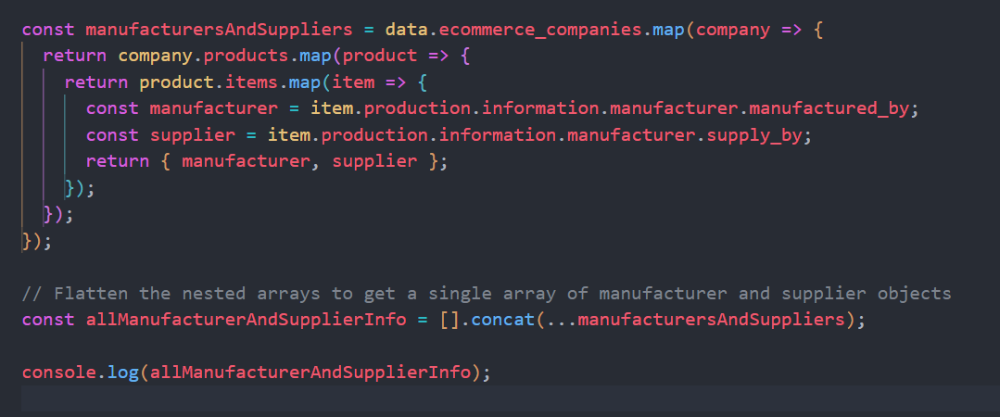 const manufacturersAndSuppliers = data.ecommerce_companies.map(company => {
  return company.products.map(product => {
    return product.items.map(item => {
      const manufacturer = item.production.information.manufacturer.manufactured_by;
      const supplier = item.production.information.manufacturer.supply_by;
      return { manufacturer, supplier };
    });
  });
});
// Flatten the nested arrays to get a single array of manufacturer and supplier objects
const allManufacturerAndSupplierInfo = [].concat(...manufacturersAndSuppliers);
console.log(allManufacturerAndSupplierInfo);